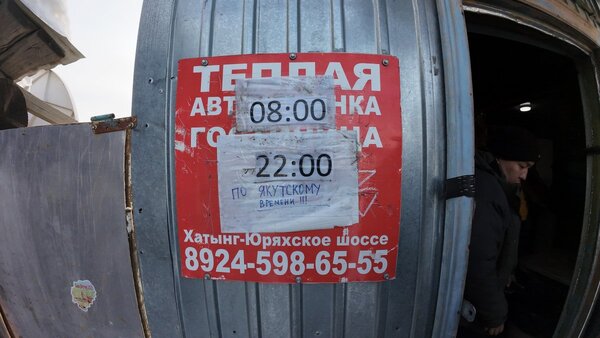 ТЕПЛАЯ
08:00
22:00
ПО ЯКУТСКОМУ
ВРЕМЕНИ !!!
Хатынг-Юряхское шоссе
8924-598-65-55